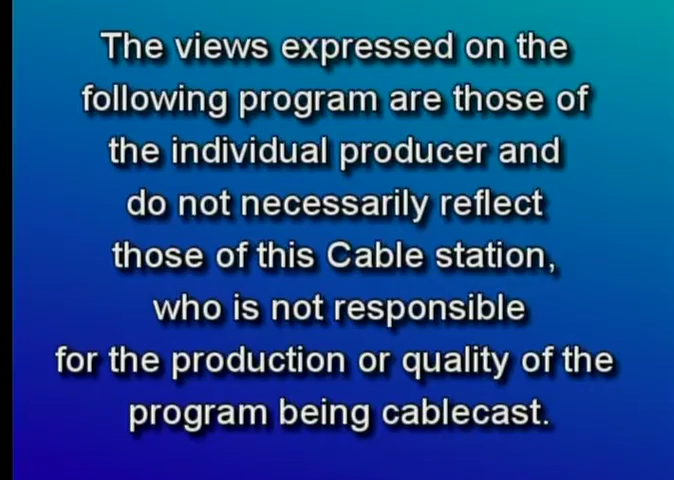 The views expressed on the
following program are those of
the individual producer and
do not necessarily reflect
those of this Cable station,
who is not responsible
for the production or quality of the
program being cablecast.